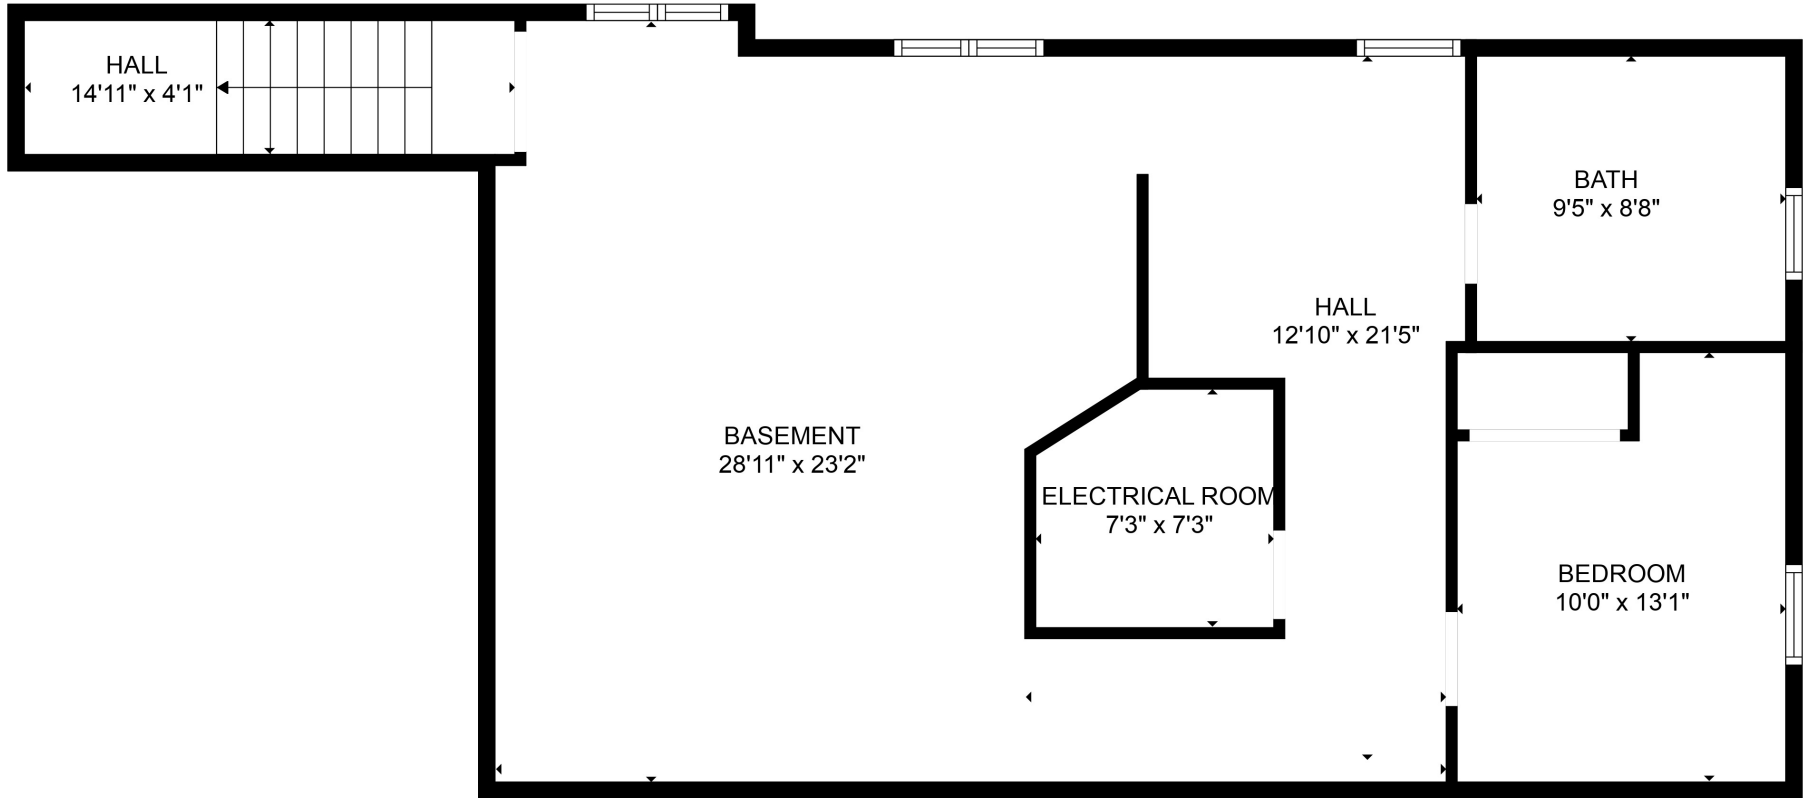 HALL
14'11" x 4'1"
BATH
9'5" x 8'8"
HALL
12'10" x 21'5"
BASEMENT
28'11" x 23'2"
ELECTRICAL ROOM
7'3" x 7'3"
BEDROOM
10'0" x 13'1"